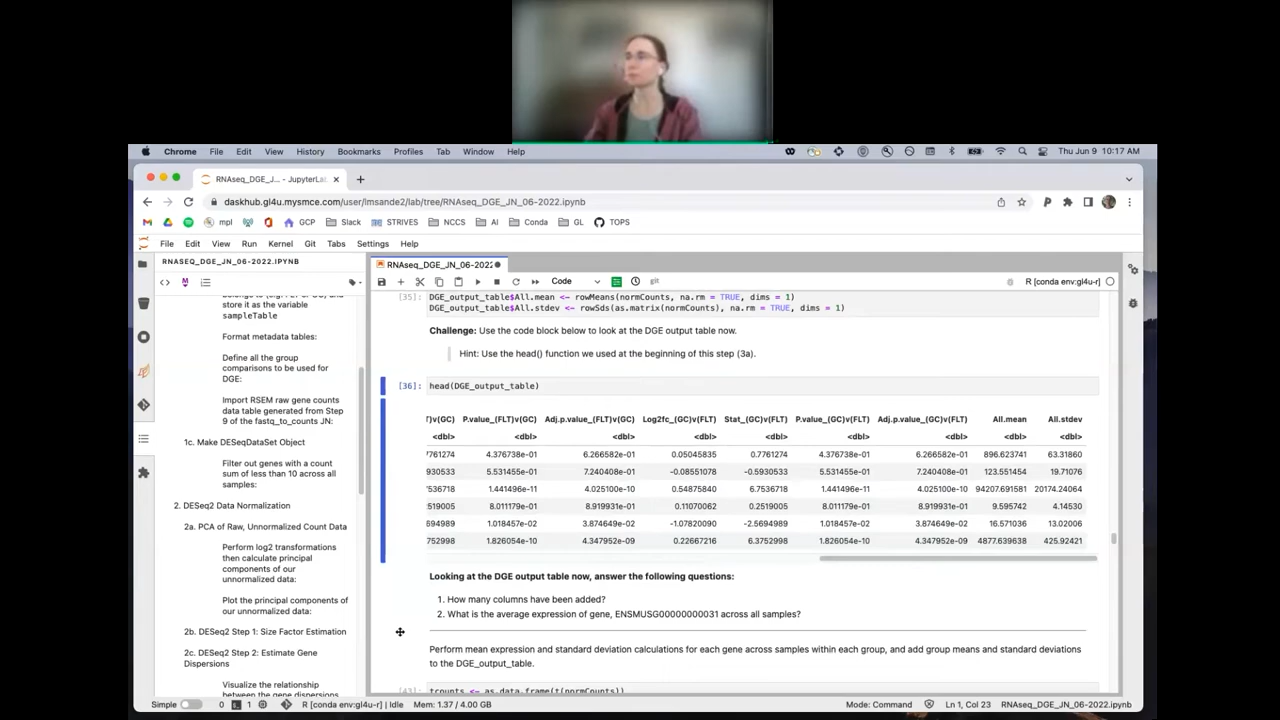 Chrome File Edit View History Bookmarks Profiles Tab Window Help Thu Jun 9 10:17 AM
RNAseq_DGE_J... - JupyterLa
daskhub.gl4u.mysmce.org/user/lmsande2/lab/tree/RNAseq_DGE_JN_06-2022.ipynb
mpl GCP Slack STRIVES NCCS AI Conda GL TOPS
File Edit View Run Kernel Git Tabs Settings Help
RNASEQ_DGE_JN_06-2022.IPYNB
RNAseq_DGE_JN_06-2022
Code git R [conda env:gl4u-r]
store it as the variable
sampleTable
Format metadata tables:
Define all the group
comparisons to be used for
DGE:
Import RSEM raw gene counts
data table generated from Step
9 of the fastq_to_counts JN:
1c. Make DESeqDataSet Object
Filter out genes with a count
sum of less than 10 across all
samples:
2. DESeq2 Data Normalization
2a. PCA of Raw, Unnormalized Count Data
Perform log2 transformations
then calculate principal
components of our
unnormalized data:
Plot the principal components
of our unnormalized data:
2b. DESeq2 Step 1: Size Factor Estimation
2c. DESeq2 Step 2: Estimate Gene
Dispersions
Visualize the relationship
between the gene dispersions
[35]: DGE_output_table$All.mean <- rowMeans(normCounts, na.rm = TRUE, dims = 1)
DGE_output_table$All.stdev <- rowSds(as.matrix(normCounts), na.rm = TRUE, dims = 1)
Challenge: Use the code block below to look at the DGE output table now.
Hint: Use the head() function we used at the beginning of this step (3a).
[36]: head(DGE_output_table)
)v(GC) P.value_(FLT)v(GC) Adj.p.value_(FLT)v(GC) Log2fc_(GC)v(FLT) Stat_(GC)v(FLT) P.value_(GC)v(FLT) Adj.p.value_(GC)v(FLT) All.mean All.stdev
<dbl> <dbl> <dbl> <dbl> <dbl> <dbl> <dbl> <dbl> <dbl>
761274 4.376738e-01 6.266582e-01 0.05045835 0.7761274 4.376738e-01 6.266582e-01 896.623741 63.31860
930533 5.531455e-01 7.240408e-01 -0.08551078 -0.5930533 5.531455e-01 7.240408e-01 123.551454 19.71076
536718 1.441496e-11 4.025100e-10 0.54875840 6.7536718 1.441496e-11 4.025100e-10 94207.691581 20174.24064
519005 8.011179e-01 8.919931e-01 0.11070062 0.2519005 8.011179e-01 8.919931e-01 9.595742 4.14530
694989 1.018457e-02 3.874649e-02 -1.07820090 -2.5694989 1.018457e-02 3.874649e-02 16.571036 13.02006
752998 1.826054e-10 4.347952e-09 0.22667216 6.3752998 1.826054e-10 4.347952e-09 4877.639638 425.92421
Looking at the DGE output table now, answer the following questions:
1. How many columns have been added?
2. What is the average expression of gene, ENSMUSG00000000031 across all samples?
Perform mean expression and standard deviation calculations for each gene across samples within each group, and add group means and standard deviations
to the DGE_output_table.
[43]: tcounts <- as.data.frame(t(normCounts))
Simple 0 1 R [conda env:gl4u-r] | Idle Mem: 1.37 / 4.00 GB Mode: Command Ln 1, Col 23 RNAseq_DGE_JN_06-2022.ipynb